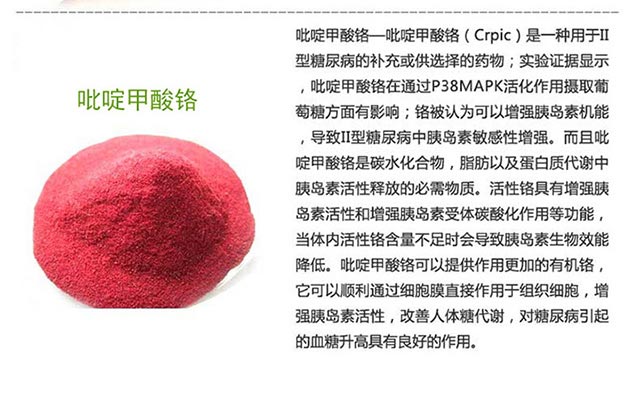 吡啶甲酸铬
吡啶甲酸铬—吡啶甲酸铬（Crpic）是一种用于II
型糖尿病的补充或供选择的药物；实验证据显示
，吡啶甲酸铬在通过P38MAPK活化作用摄取葡
萄糖方面有影响；铬被认为可以增强胰岛素机能
，导致II型糖尿病中胰岛素敏感性增强。而且吡
啶甲酸铬是碳水化合物，脂肪以及蛋白质代谢中
胰岛素活性释放的必需物质。活性铬具有增强胰
岛素活性和增强胰岛素受体碳酸化作用等功能，
当体内活性铬含量不足时会导致胰岛素生物效能
降低。吡啶甲酸铬可以提供作用更加的有机铬，
它可以顺利通过细胞膜直接作用于组织细胞，增
强胰岛素活性，改善人体糖代谢，对糖尿病引起
的血糖升高具有良好的作用。